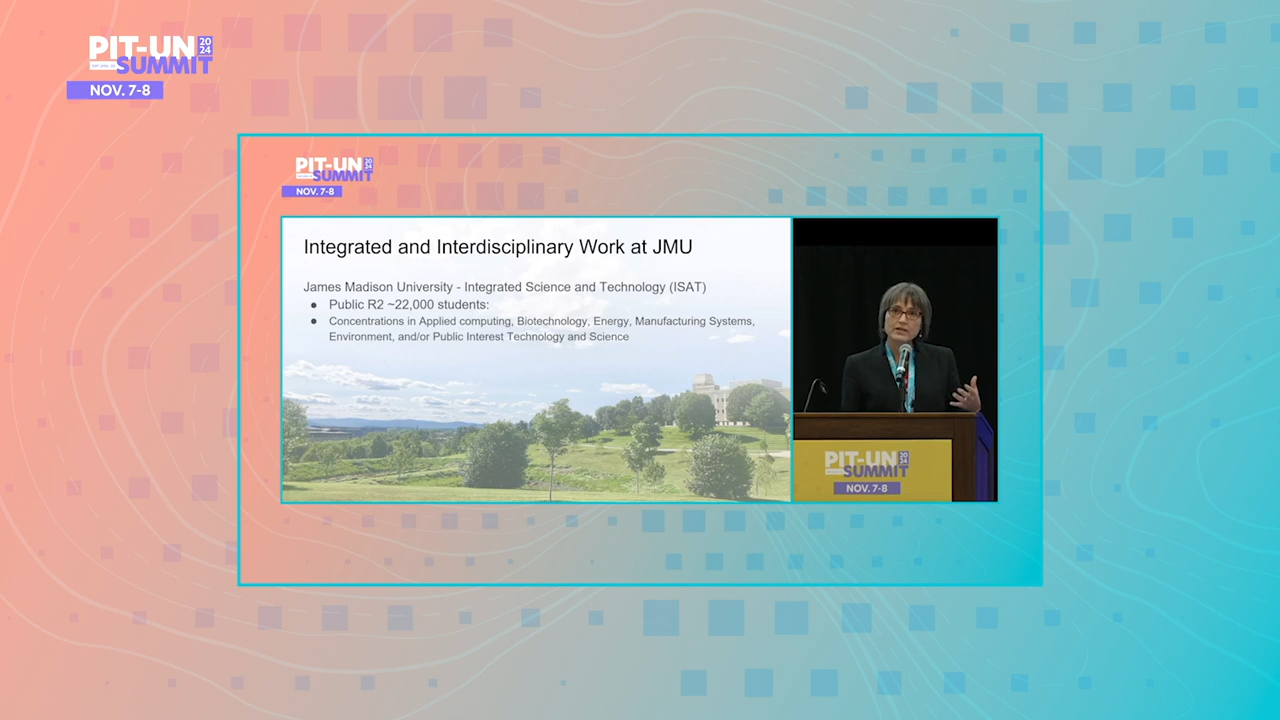 PIT-UN 2024
SUMMIT
NOV. 7-8
PIT-UN 2024
SUMMIT
NOV. 7-8
Integrated and Interdisciplinary Work at JMU
James Madison University - Integrated Science and Technology (ISAT)
● Public R2 ~22,000 students:
● Concentrations in Applied computing, Biotechnology, Energy, Manufacturing Systems,
Environment, and/or Public Interest Technology and Science
PIT-UN 2024
SUMMIT
NOV. 7-8